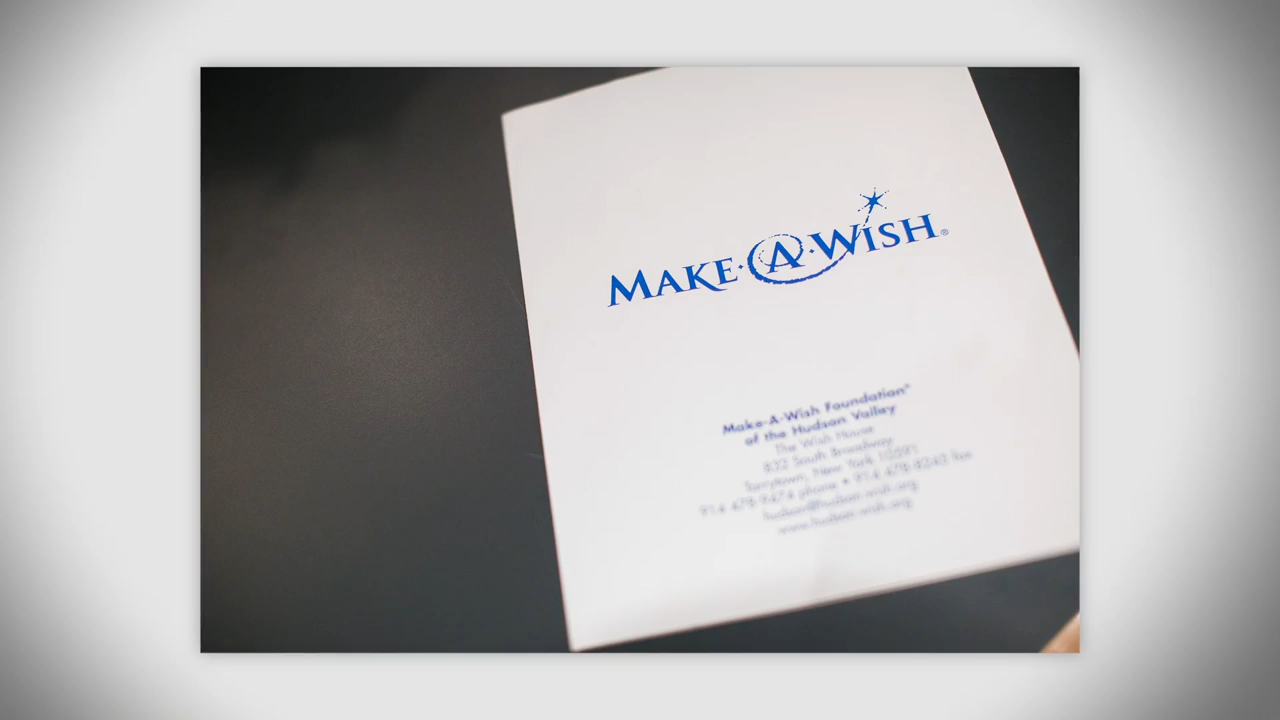 MAKE·A·WISH®
Make-A-Wish Foundation®
of the Hudson Valley
The Wish House
832 South Broadway
Tarrytown, New York 10591
914 478-9474 phone • 914 478-8243 fax
hudson@hudson.wish.org
www.hudson.wish.org